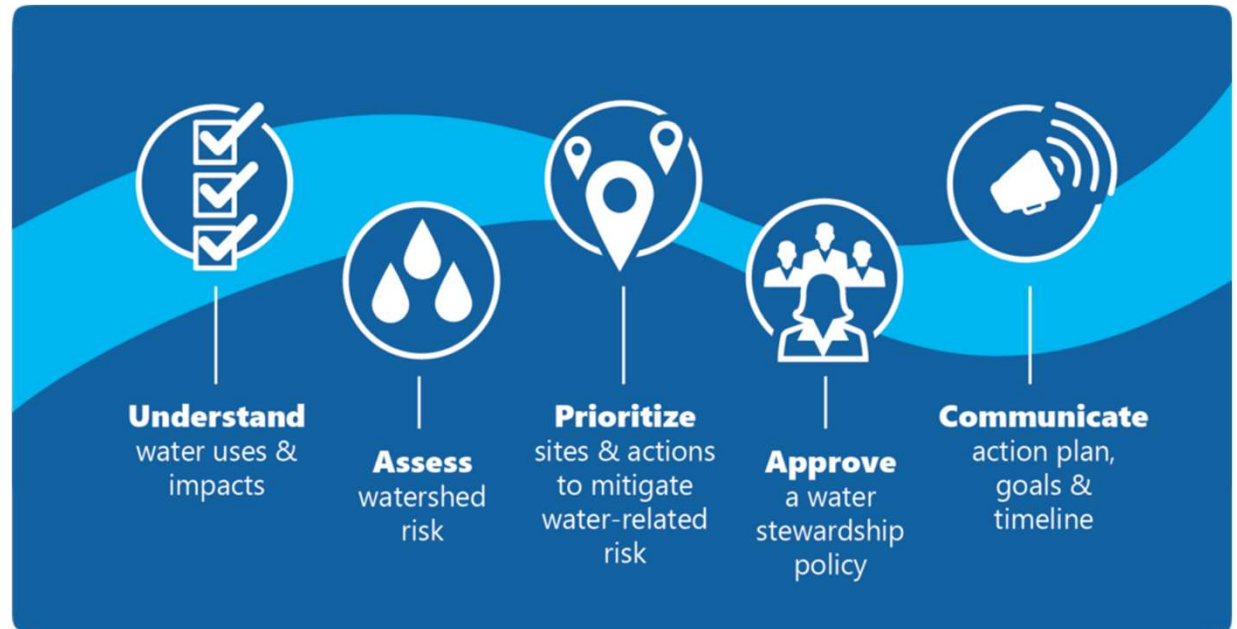 Understand
water uses &
impacts
Assess
watershed
risk
Prioritize
sites & actions
to mitigate
water-related
risk
Approve
a water
stewardship
policy
Communicate
action plan,
goals &
timeline